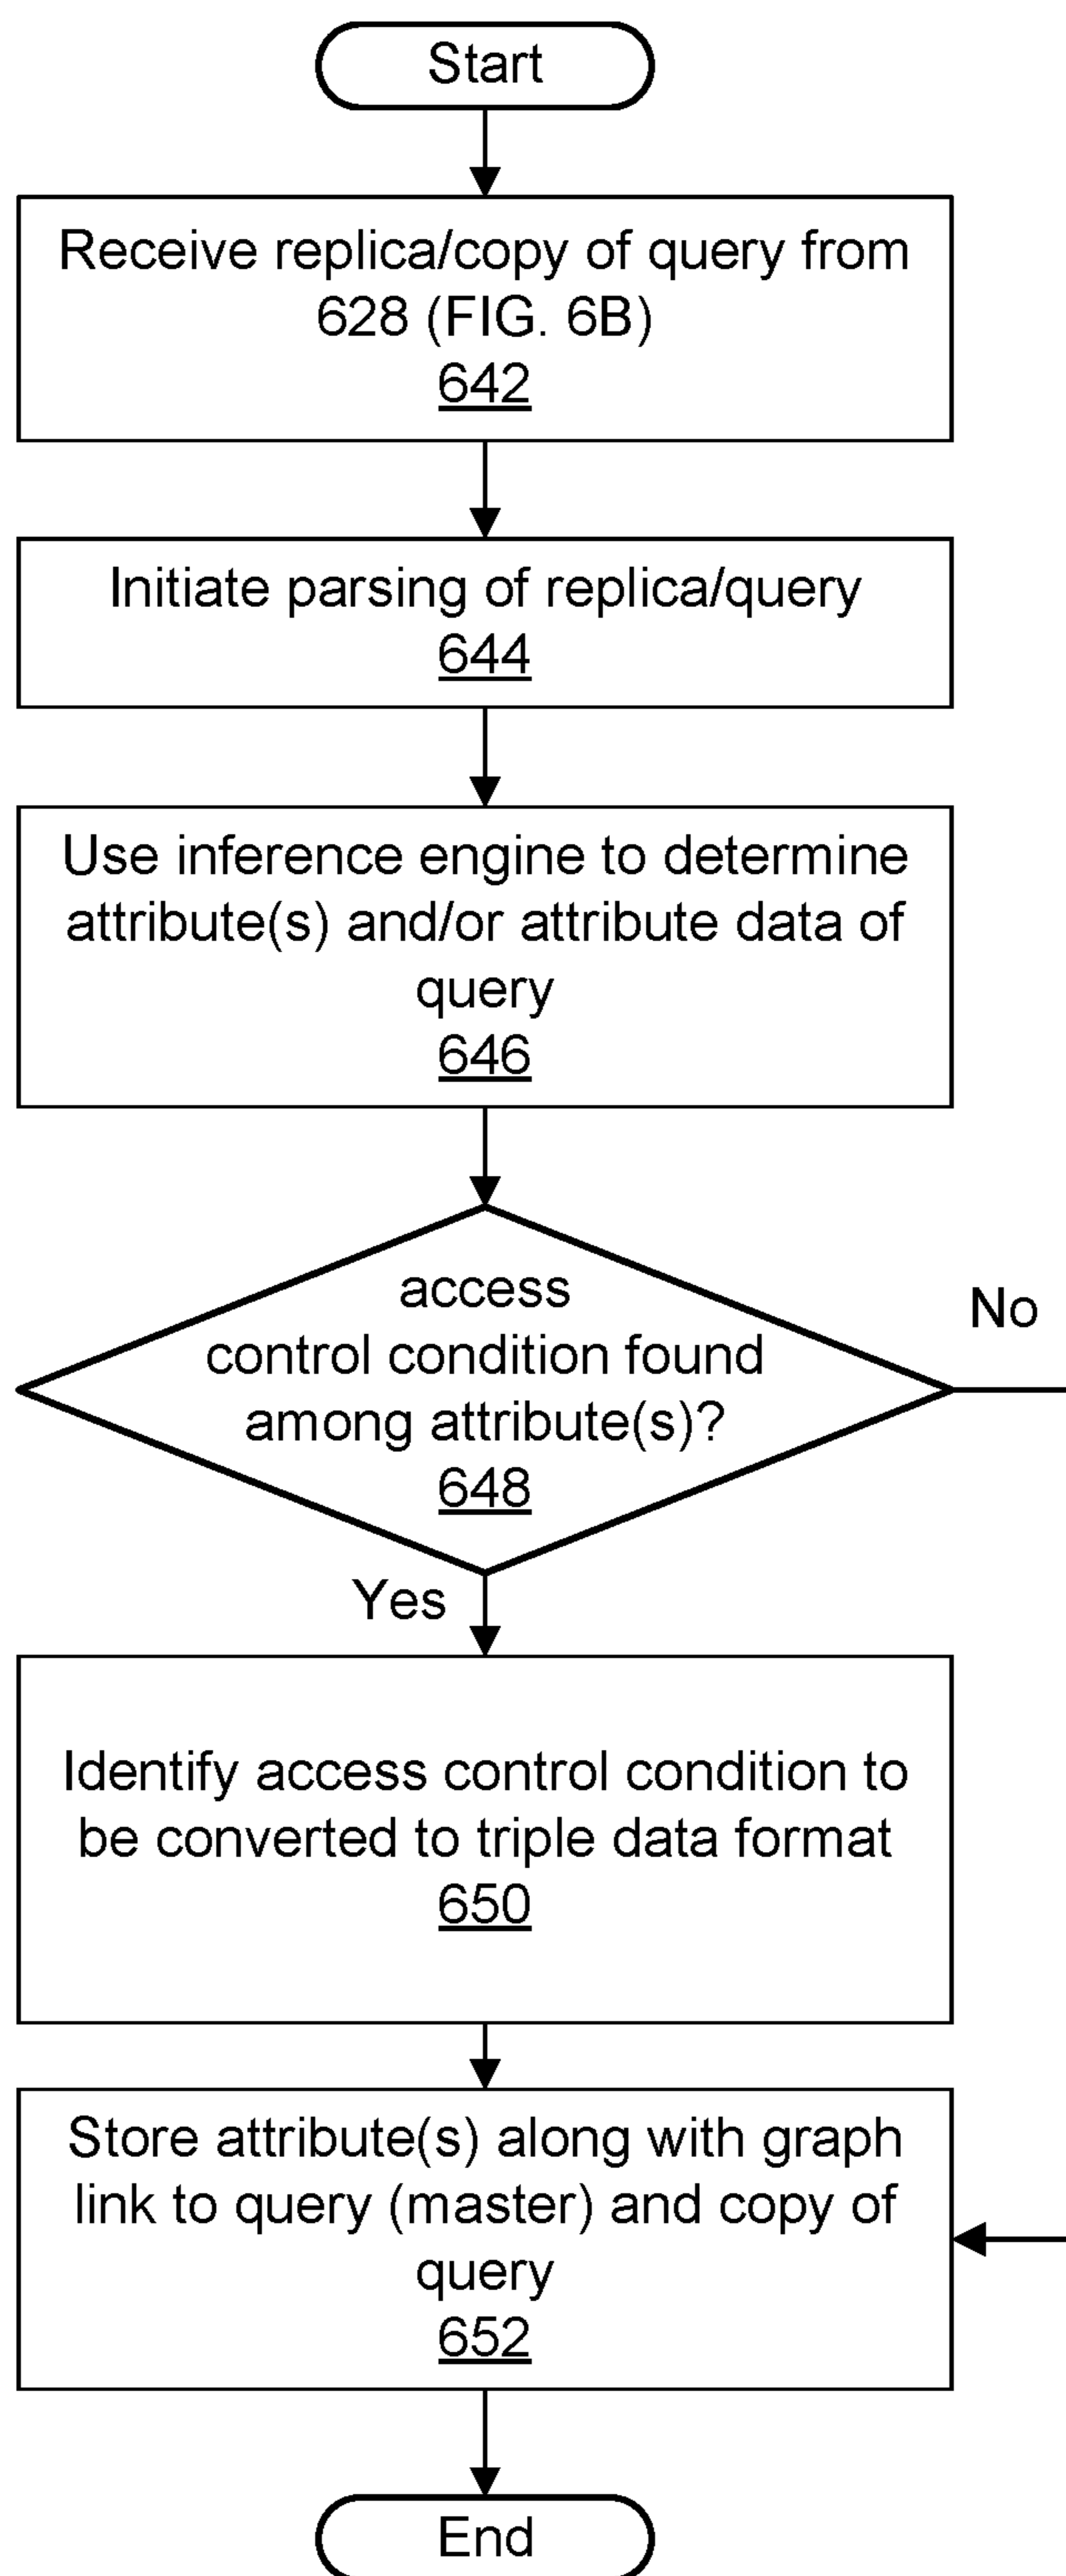 Start
Receive replica/copy of query from
628 (FIG. 6B)
642
Initiate parsing of replica/query
644
Use inference engine to determine
attribute(s) and/or attribute data of
query
646
access
control condition found
among attribute(s)?
648
No
Yes
Identify access control condition to
be converted to triple data format
650
Store attribute(s) along with graph
link to query (master) and copy of
query
652
End